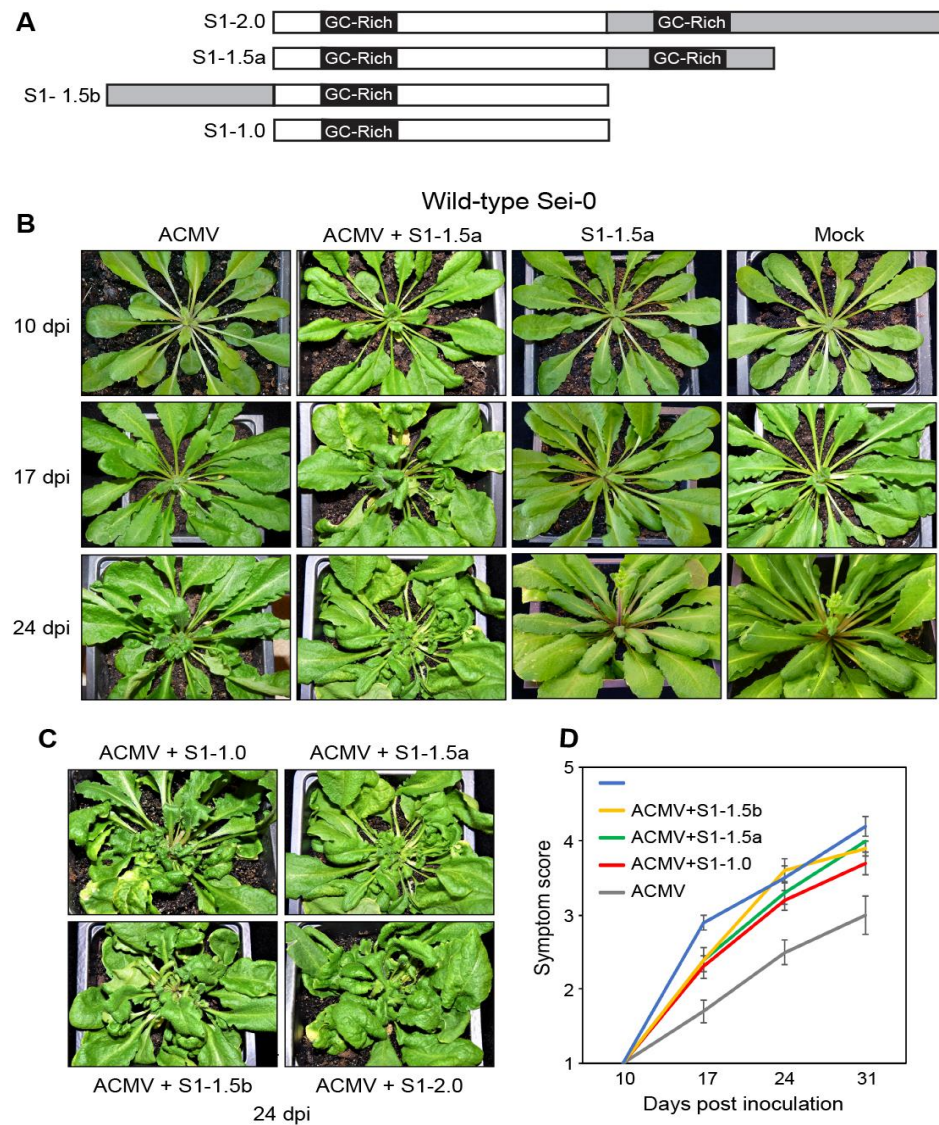 A
S1-2.0
GC-Rich
GC-Rich
S1-1.5a
GC-Rich
GC-Rich
S1- 1.5b
GC-Rich
S1-1.0
GC-Rich
Wild-type Sei-0
B
ACMV
ACMV + S1-1.5a
S1-1.5a
Mock
10 dpi
17 dpi
24 dpi
C
ACMV + S1-1.0
ACMV + S1-1.5a
ACMV + S1-1.5b
ACMV + S1-2.0
24 dpi
D
5
4
3
2
1
Symptom score
ACMV+S1-1.5b
ACMV+S1-1.5a
ACMV+S1-1.0
ACMV
10
17
24
31
Days post inoculation